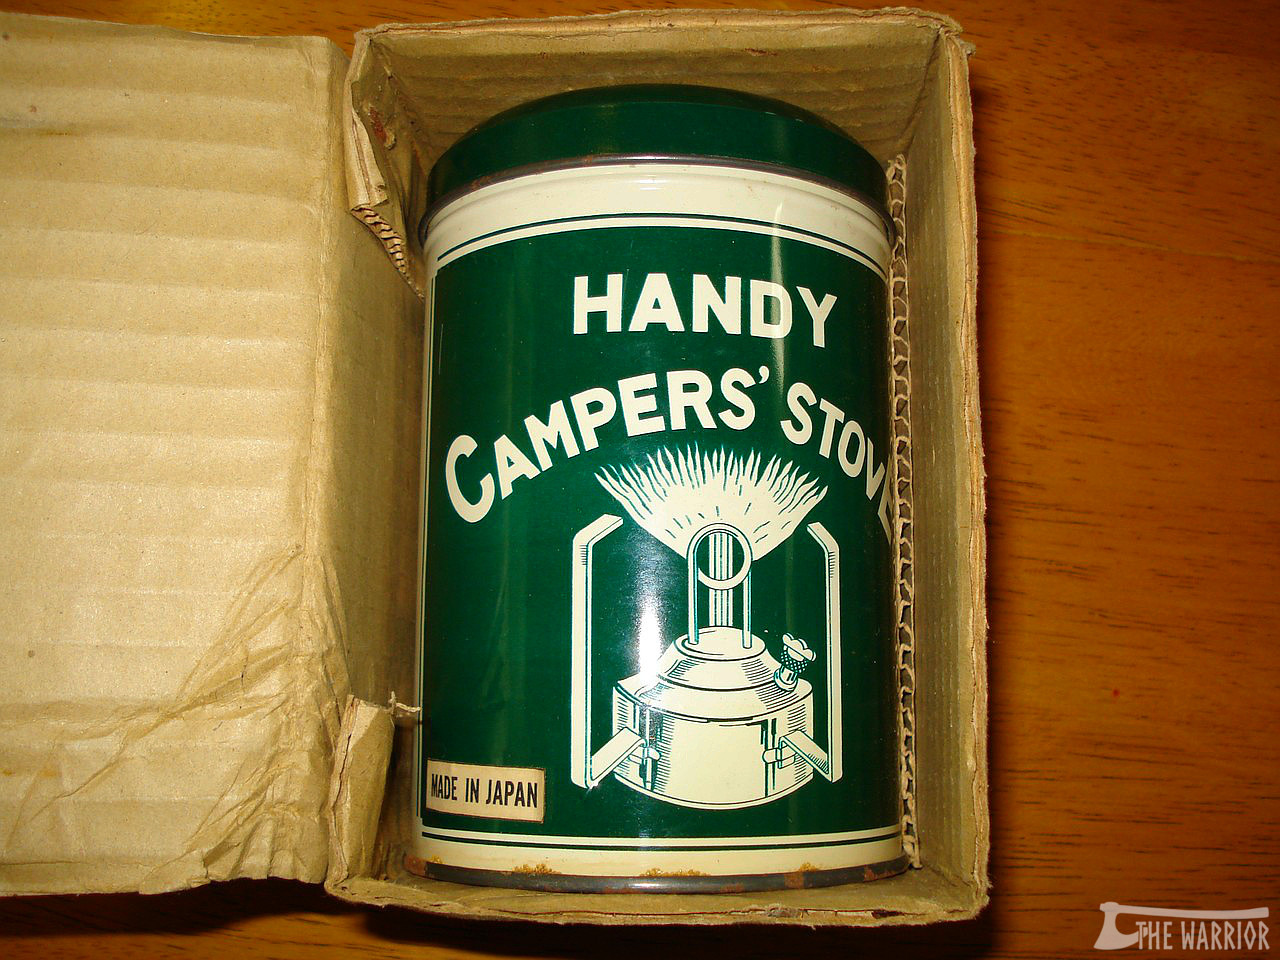 HANDY
CAMPERS' STOVE
MADE IN JAPAN
THE WARRIOR